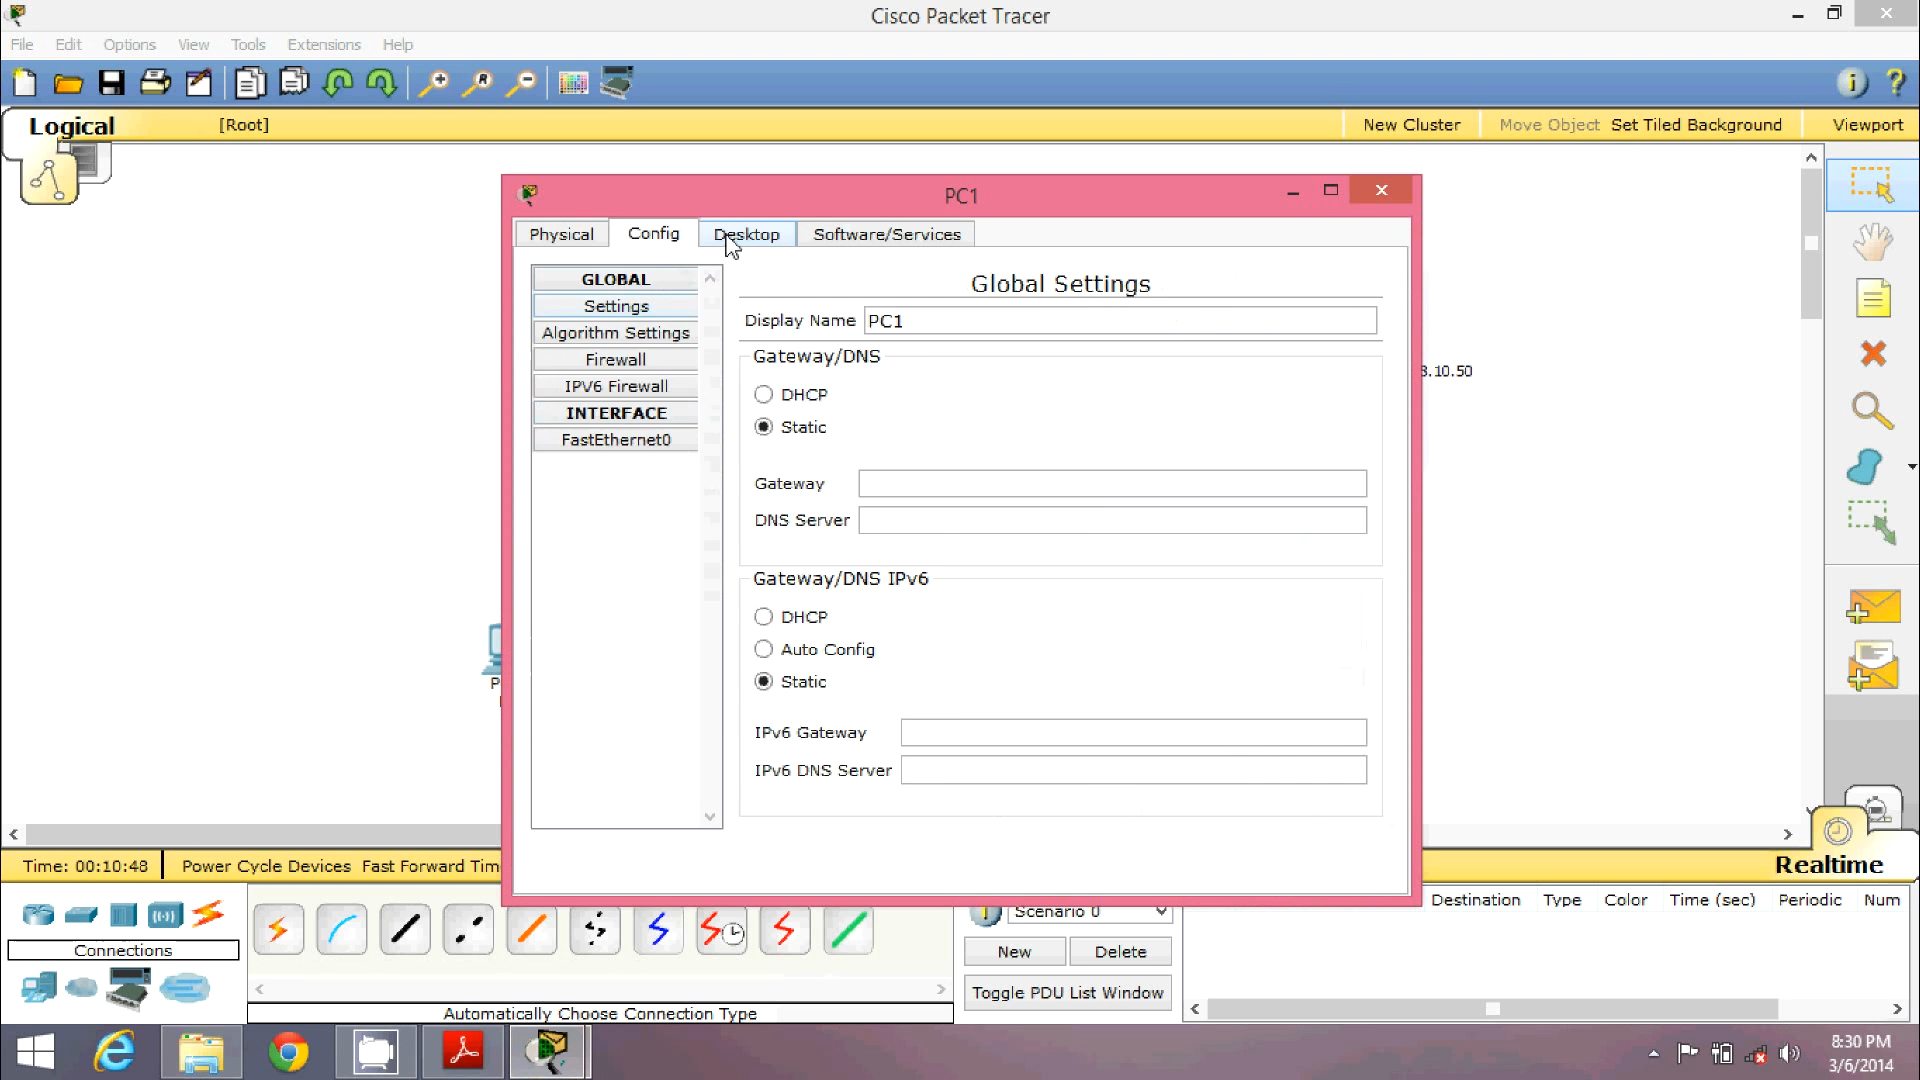 Cisco Packet Tracer
File Edit Options View Tools Extensions Help
Logical [Root] New Cluster Move Object Set Tiled Background Viewport
PC1
Physical Config Desktop Software/Services
GLOBAL
Settings
Algorithm Settings
Firewall
IPV6 Firewall
INTERFACE
FastEthernet0
Global Settings
Display Name PC1
Gateway/DNS
DHCP
Static
Gateway
DNS Server
Gateway/DNS IPv6
DHCP
Auto Config
Static
IPv6 Gateway
IPv6 DNS Server
3.10.50
P
Time: 00:10:48 Power Cycle Devices Fast Forward Tim
Realtime
Connections
Automatically Choose Connection Type
Scenario 0
New Delete
Toggle PDU List Window
Destination Type Color Time (sec) Periodic Num
8:30 PM
3/6/2014